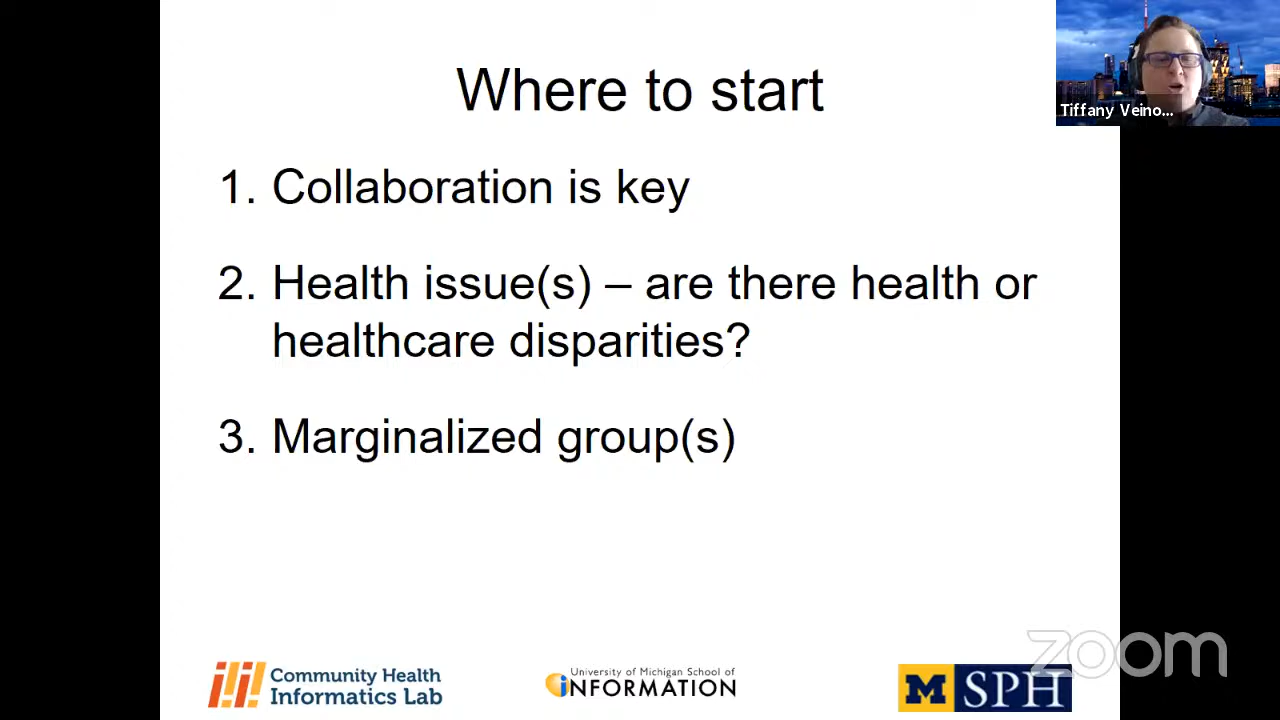 Where to start
Tiffany Veino...
1. Collaboration is key
2. Health issue(s) – are there health or
healthcare disparities?
3. Marginalized group(s)
zoom
Community Health
Informatics Lab
University of Michigan School of
iNFORMATION
M SPH